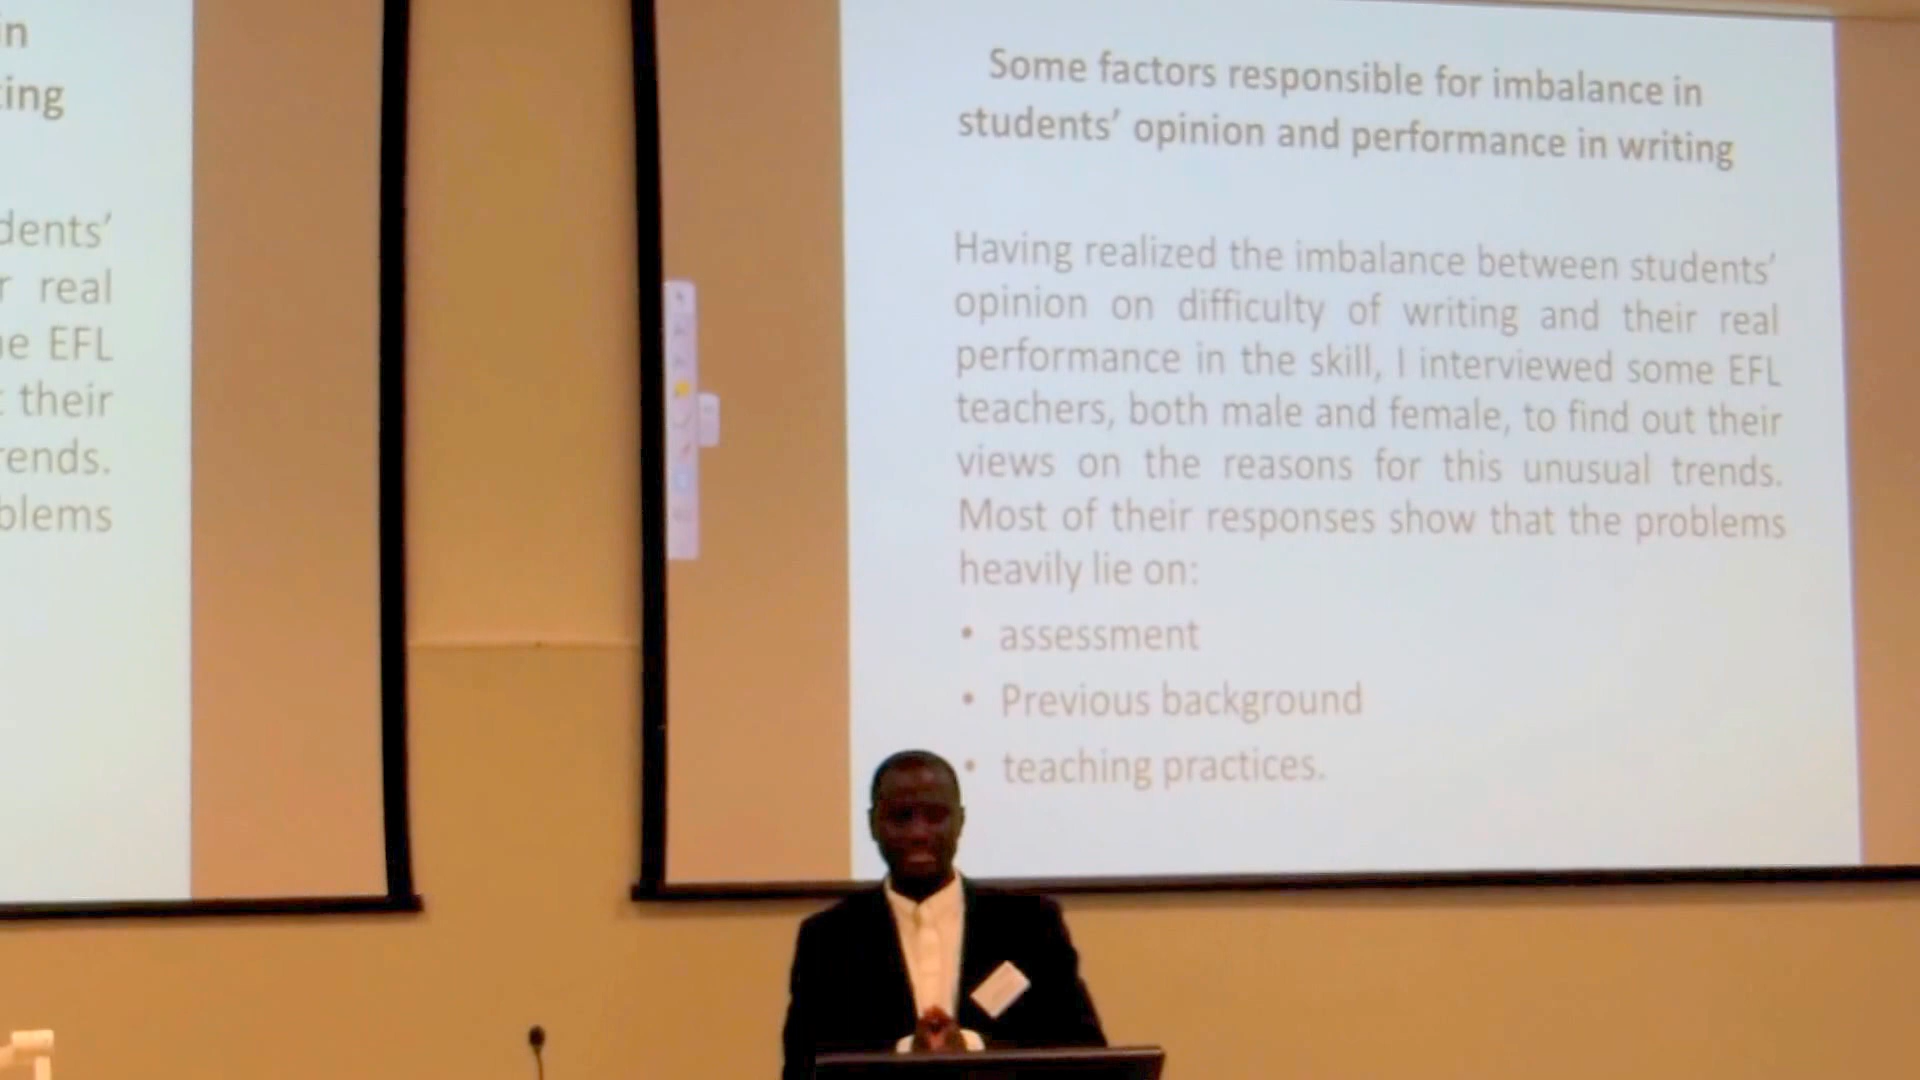 in
ting
dents'
r real
ne EFL
t their
rends.
blems
Some factors responsible for imbalance in
students' opinion and performance in writing
Having realized the imbalance between students'
opinion on difficulty of writing and their real
performance in the skill, I interviewed some EFL
teachers, both male and female, to find out their
views on the reasons for this unusual trends.
Most of their responses show that the problems
heavily lie on:
• assessment
• Previous background
• teaching practices.